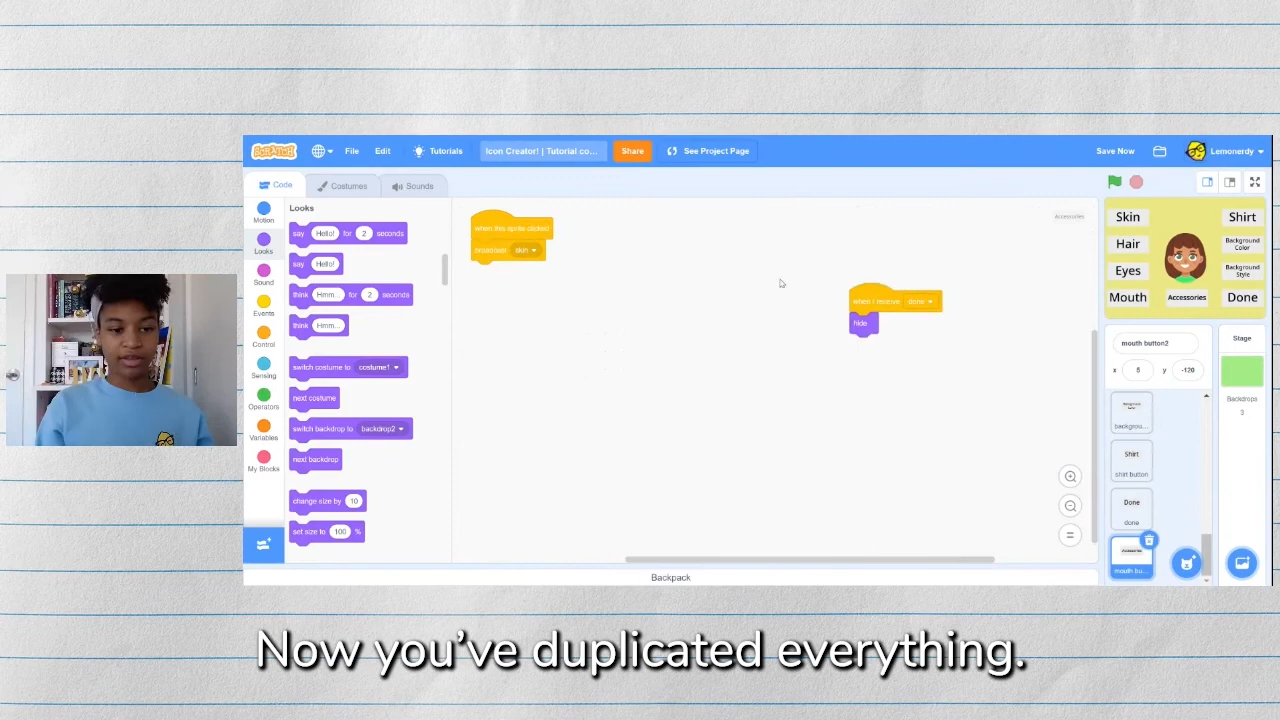 SCRATCH
File
Edit
Tutorials
Icon Creator! | Tutorial co...
Share
See Project Page
Save Now
Lemonerdy
Code
Costumes
Sounds
Motion
Looks
Sound
Events
Control
Sensing
Operators
Variables
My Blocks
Looks
say Hello! for 2 seconds
say Hello!
think Hmm... for 2 seconds
think Hmm...
switch costume to costume1
next costume
switch backdrop to backdrop2
next backdrop
change size by 10
set size to 100 %
when this sprite clicked
broadcast skin
when I receive done
hide
Accessories
Skin
Hair
Eyes
Mouth
Accessories
Shirt
Background
Color
Background
Style
Done
mouth button2
x 5 y -120
Stage
Backdrops
3
backgrou...
Shirt
shirt button
Done
done
Accessories
mouth bu...
Backpack
Now you've duplicated everything.